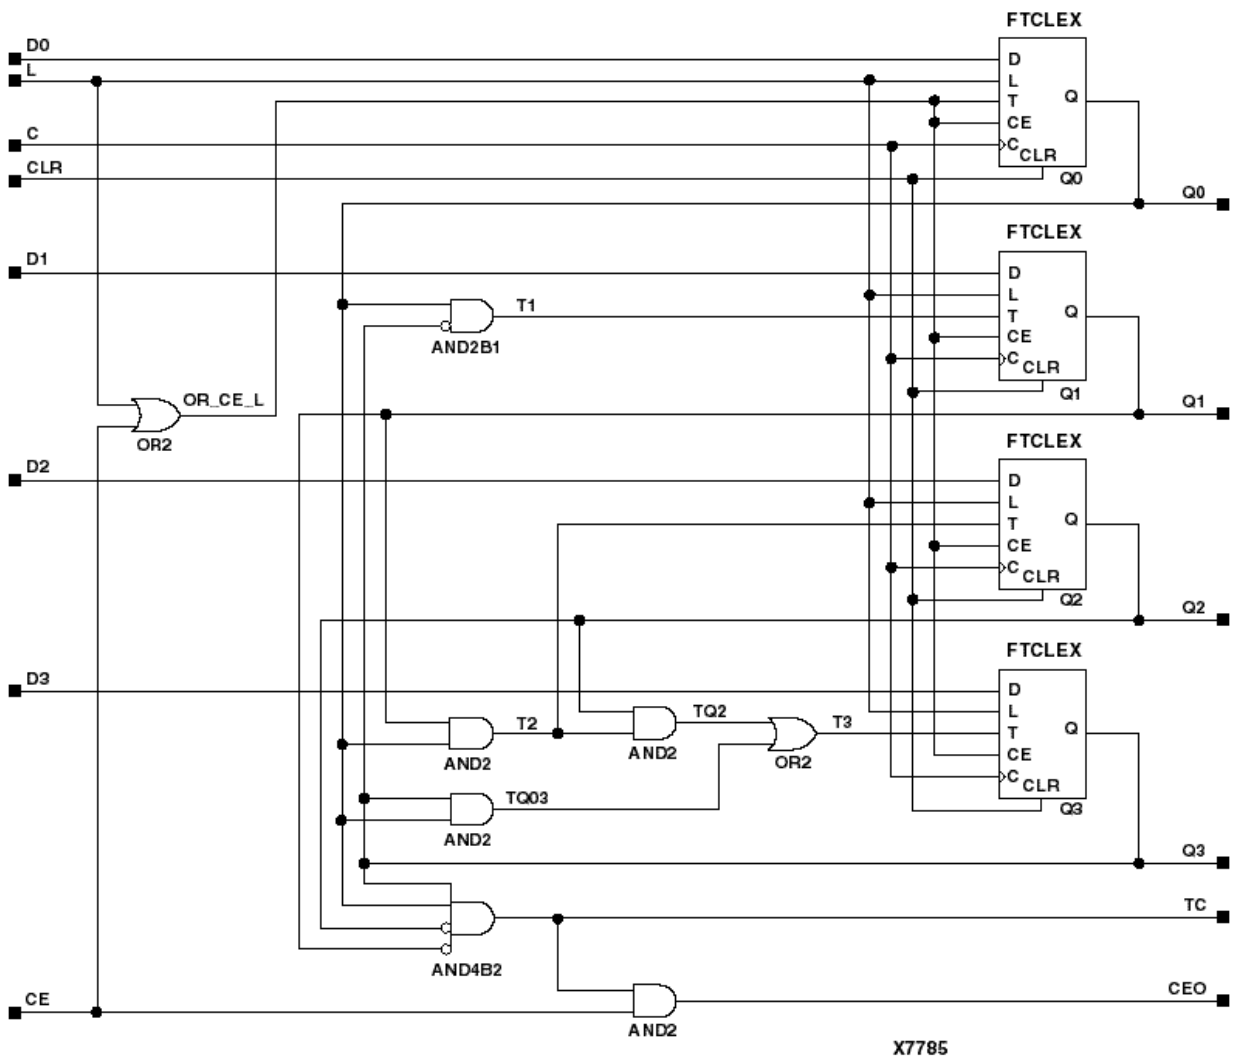 FTCLEX
D0
D
L
L
T
Q
CE
C
C
CLR
CLR
Q0
Q0
FTCLEX
D1
D
L
T1
T
Q
CE
AND2B1
C
CLR
Q1
Q1
OR_CE_L
OR2
FTCLEX
D2
D
L
T
Q
CE
C
CLR
Q2
Q2
FTCLEX
D3
D
L
T2
TQ2
T3
T
Q
AND2
AND2
OR2
CE
C
CLR
TQ03
Q3
AND2
Q3
TC
AND4B2
CE
CEO
AND2
X7785